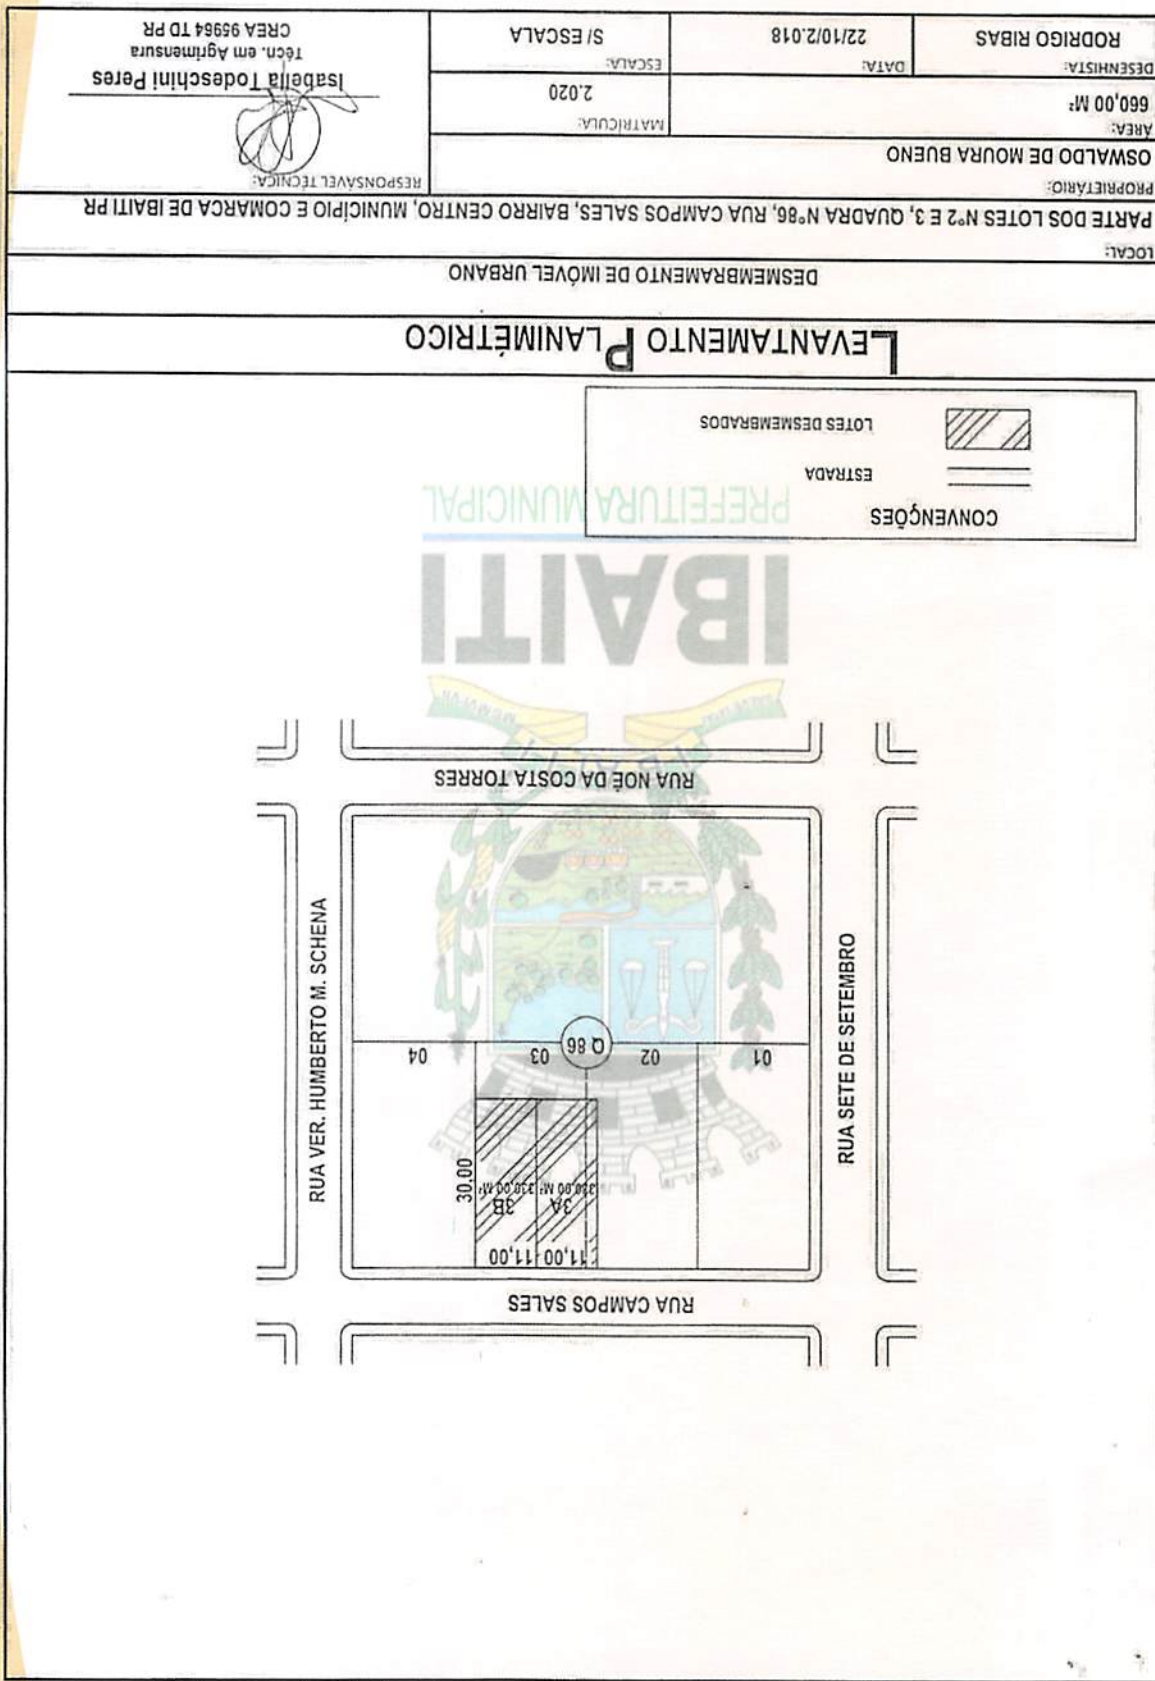 RUA CAMPOS SALES
11,00
11,00
30,00
3A
330,00 M²
3B
330,00 M²
01
02
Q 86
03
04
RUA SETE DE SETEMBRO
RUA VER. HUMBERTO M. SCHENA
RUA NOÉ DA COSTA TORRES
IBAITI
IBAITI
PREFEITURA MUNICIPAL
CONVENÇÕES
ESTRADA
LOTES DESMEMBRADOS
LEVANTAMENTO PLANIMÉTRICO
DESMEMBRAMENTO DE IMÓVEL URBANO
LOCAL:
PARTE DOS LOTES Nº2 E 3, QUADRA Nº86, RUA CAMPOS SALES, BAIRRO CENTRO, MUNICÍPIO E COMARCA DE IBAITI PR
PROPRIETÁRIO:
OSWALDO DE MOURA BUENO
RESPONSÁVEL TÉCNICA:
Isabella Todeschini Peres
Técn. em Agrimensura
CREA 95964 TD PR
ÁREA:
660,00 M²
MATRÍCULA:
2.020
DESENHISTA:
RODRIGO RIBAS
DATA:
22/10/2.018
ESCALA:
S/ ESCALA